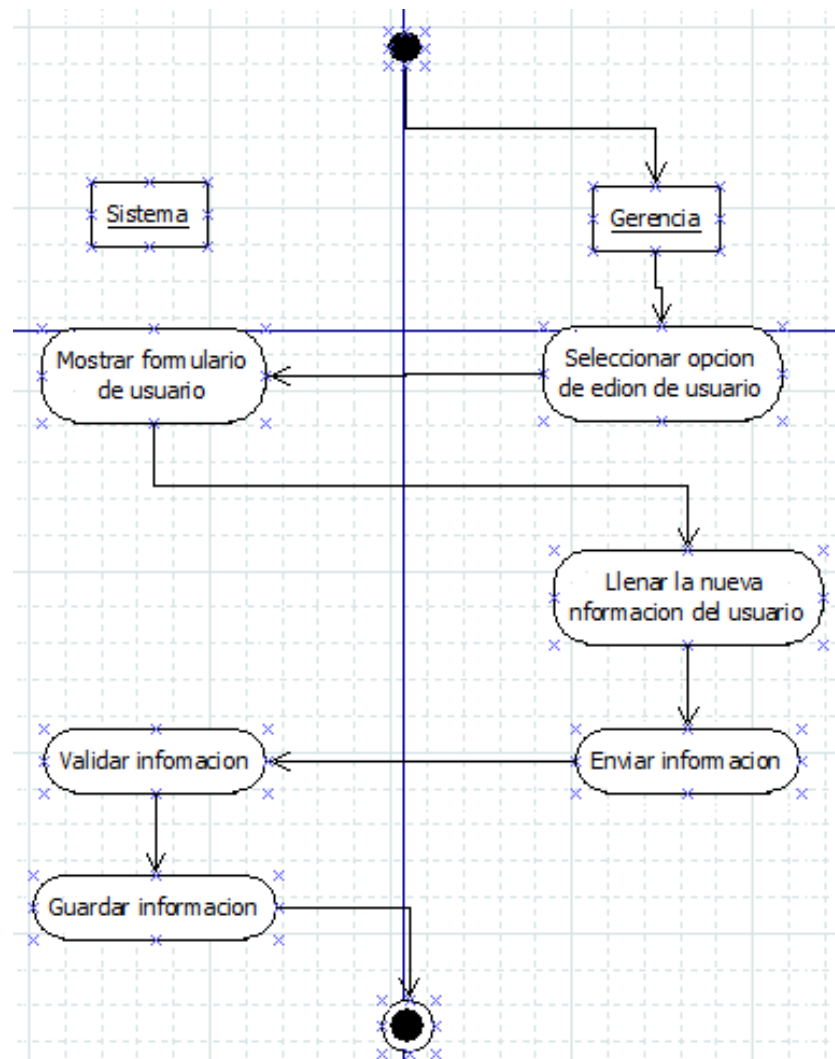 Sistema
Gerencia
Mostrar formulario
de usuario
Seleccionar opcion
de edion de usuario
Llenar la nueva
nformacion del usuario
Validar infomacion
Enviar informacion
Guardar informacion